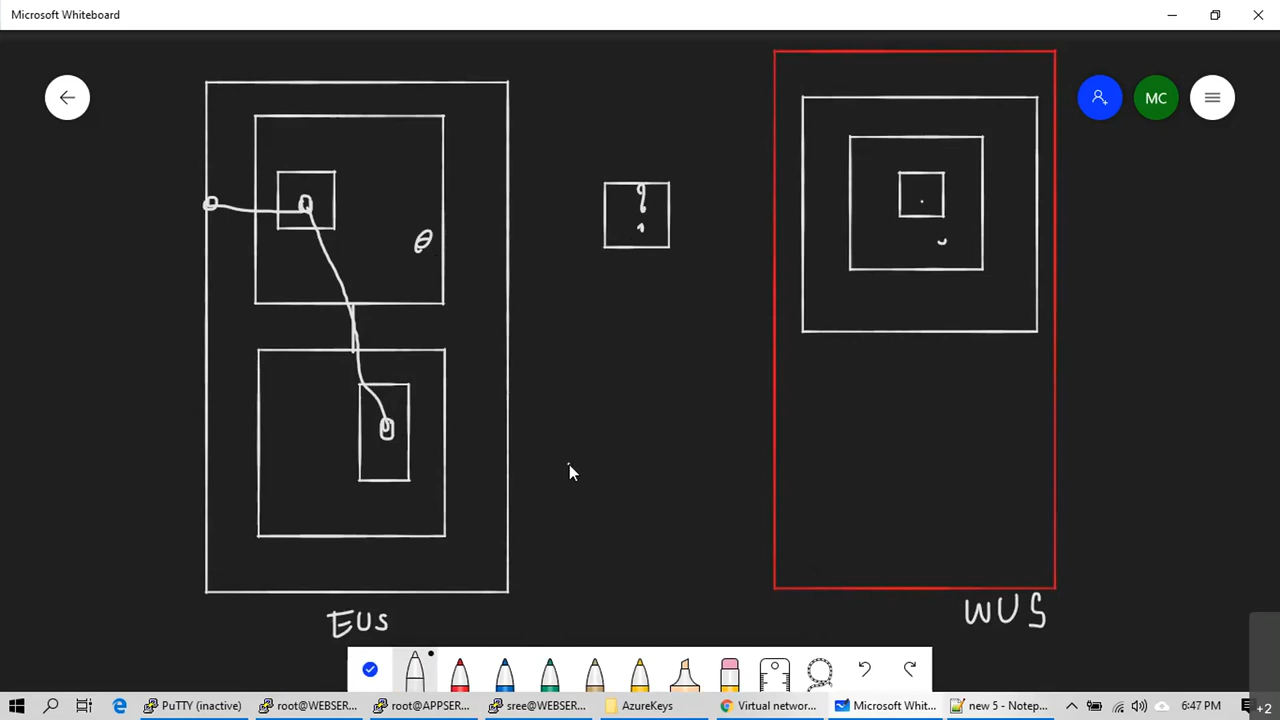 Microsoft Whiteboard
MC
EUS
WUS
PuTTY (inactive)
root@WEBSER...
root@APPSER...
sree@WEBSER...
AzureKeys
Virtual networ...
Microsoft Whit...
new 5 - Notep...
6:47 PM
+2